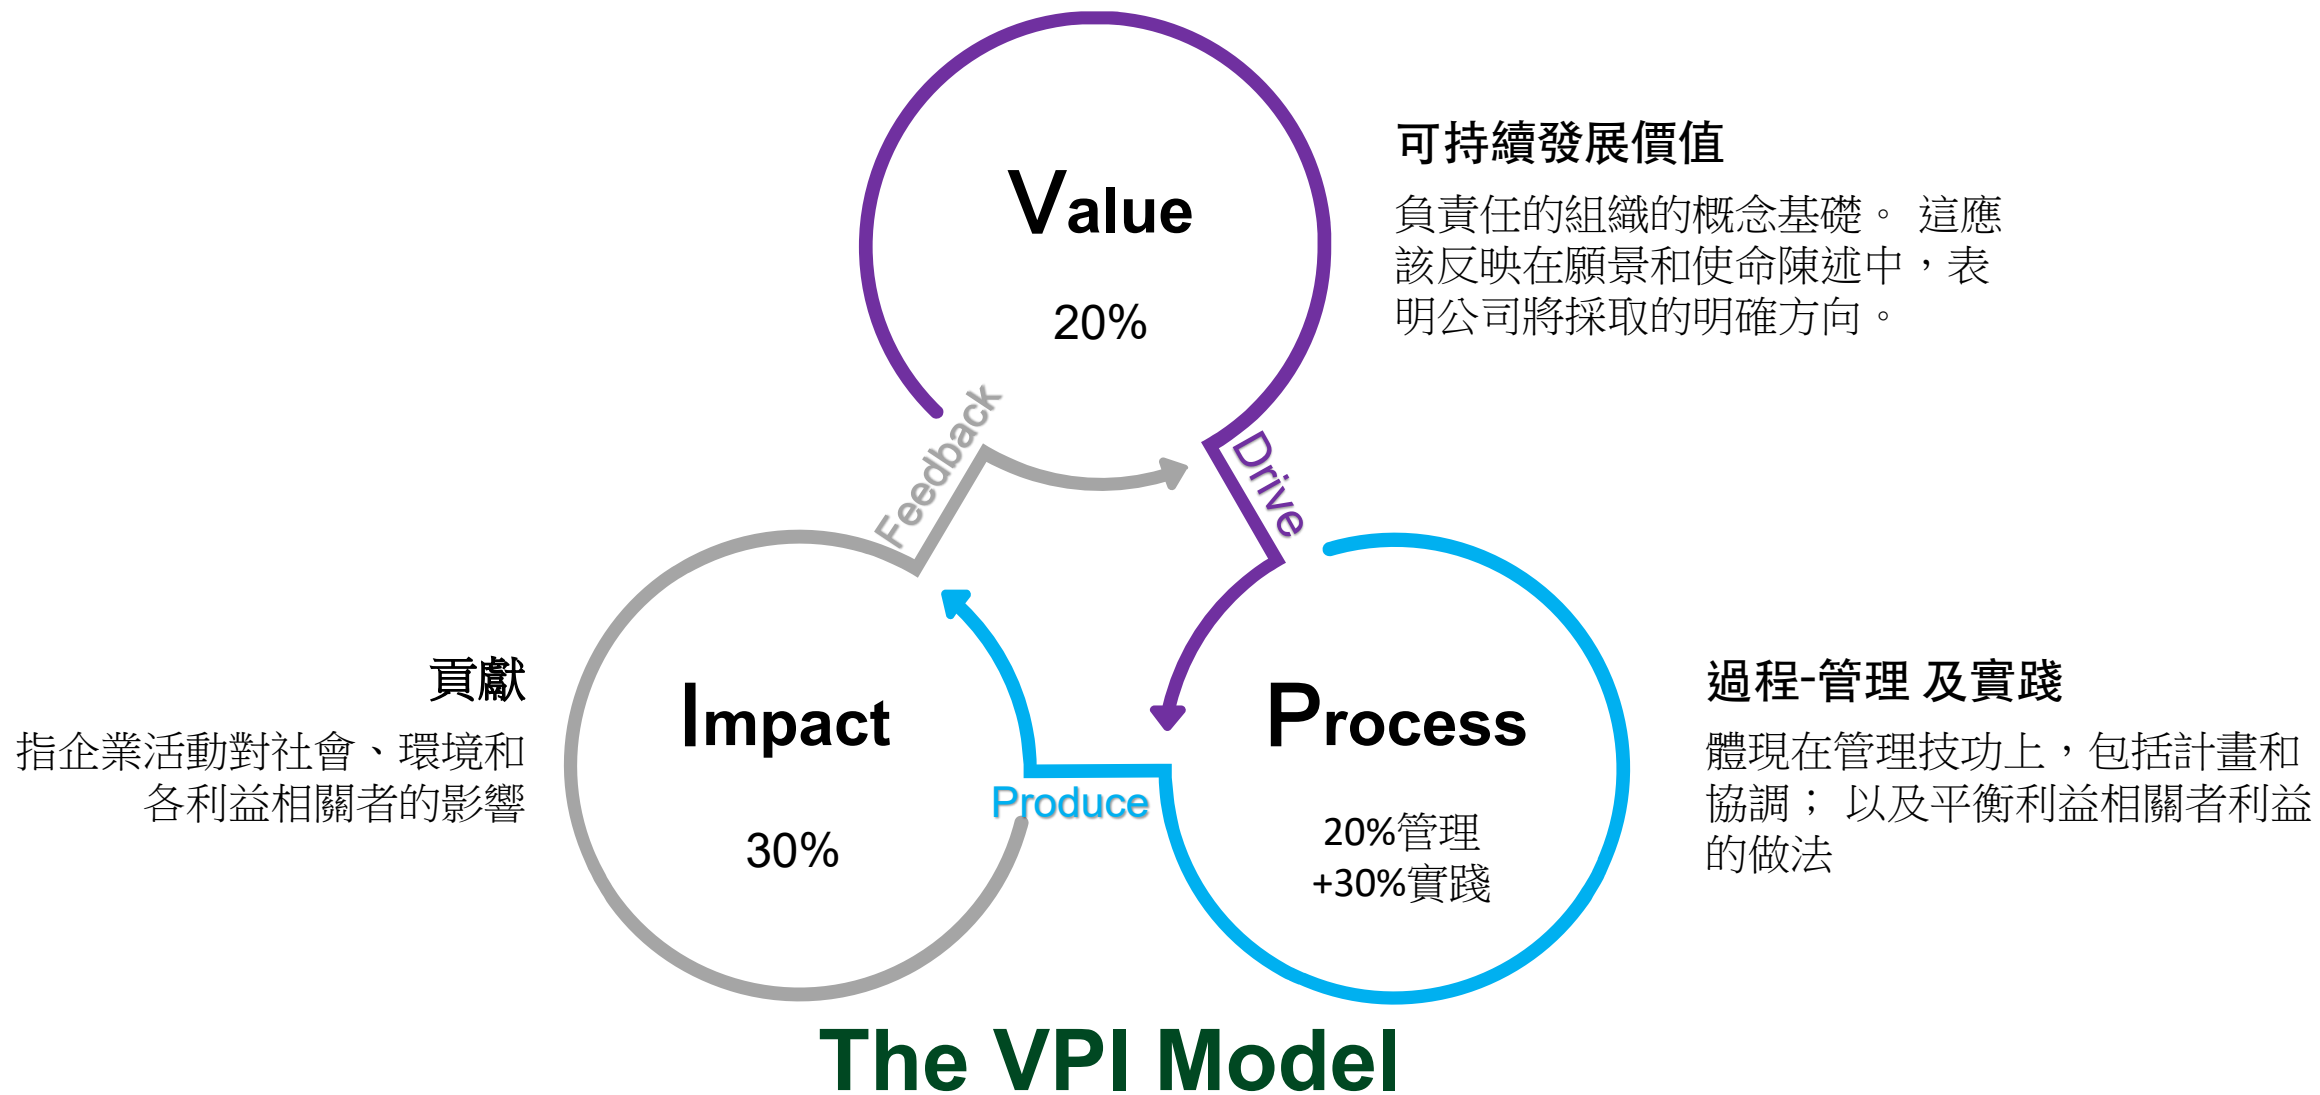 Value
20%
可持續發展價值
負責任的組織的概念基礎。 這應
該反映在願景和使命陳述中，表
明公司將採取的明確方向。
Feedback
Drive
貢獻
指企業活動對社會、環境和
各利益相關者的影響
Impact
30%
Produce
Process
20%管理
+30%實踐
過程-管理 及實踐
體現在管理技功上，包括計畫和
協調； 以及平衡利益相關者利益
的做法
The VPI Model